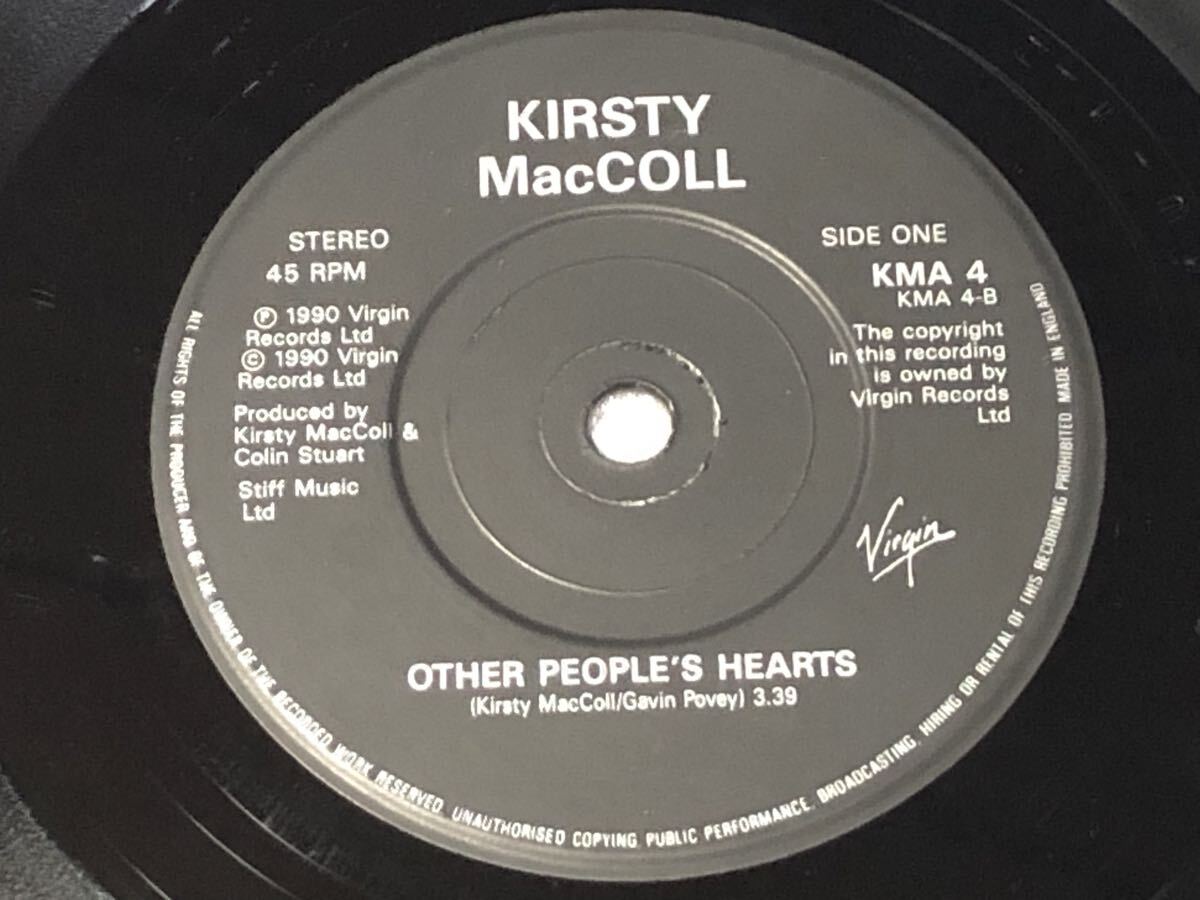 KIRSTY
MacCOLL
STEREO
45 RPM
Ⓟ 1990 Virgin
Records Ltd
© 1990 Virgin
Records Ltd
Produced by
Kirsty MacColl &
Colin Stuart
Stiff Music
Ltd
SIDE ONE
KMA 4
KMA 4-B
The copyright
in this recording
is owned by
Virgin Records
Ltd
Virgin
OTHER PEOPLE'S HEARTS
(Kirsty MacColl/Gavin Povey) 3.39
ALL RIGHTS OF THE PRODUCER AND OF THE OWNER OF THE RECORDED WORK RESERVED. UNAUTHORISED COPYING, PUBLIC PERFORMANCE, BROADCASTING, HIRING OR RENTAL OF THIS RECORDING PROHIBITED MADE IN ENGLAND